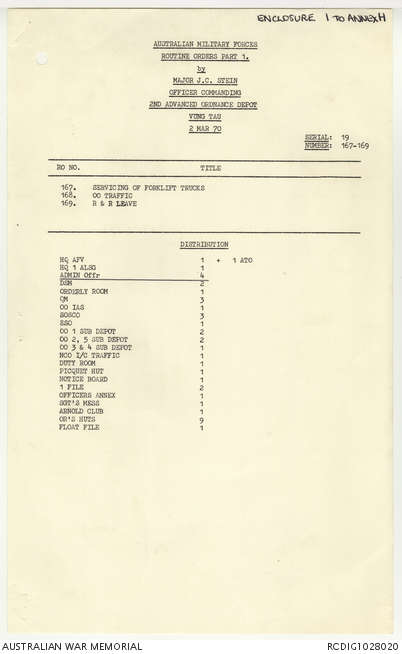 ENCLOSURE 1 TO ANNEX H
AUSTRALIAN MILITARY FORCES
ROUTINE ORDERS PART 1.
by
MAJOR J.C. STEIN
OFFICER COMMANDING
2ND ADVANCED ORDNANCE DEPOT
VUNG TAU
2 MAR 70
SERIAL: 19
NUMBER: 167-169
RO NO. TITLE
167. SERVICING OF FORKLIFT TRUCKS
168. OC TRAFFIC
169. R & R LEAVE
DISTRIBUTION
HQ AFV 1 + 1 ATO
HQ 1 ALSG 1
ADMIN Offr 4
DSM 2
ORDERLY ROOM 1
QM 3
OO IAS 1
SOSCO 3
ESO 1
OO 1 SUB DEPOT 2
OO 2, 5 SUB DEPOT 2
OO 3 & 4 SUB DEPOT 1
NCO I/C TRAFFIC 1
DUTY ROOM 1
PICQUET HUT 1
NOTICE BOARD 1
1 FILE 2
OFFICERS ANNEX 1
SGT'S MESS 1
ARNOLD CLUB 1
OR'S HUTS 9
FLOAT FILE 1
AUSTRALIAN WAR MEMORIAL
RCDIG1028020